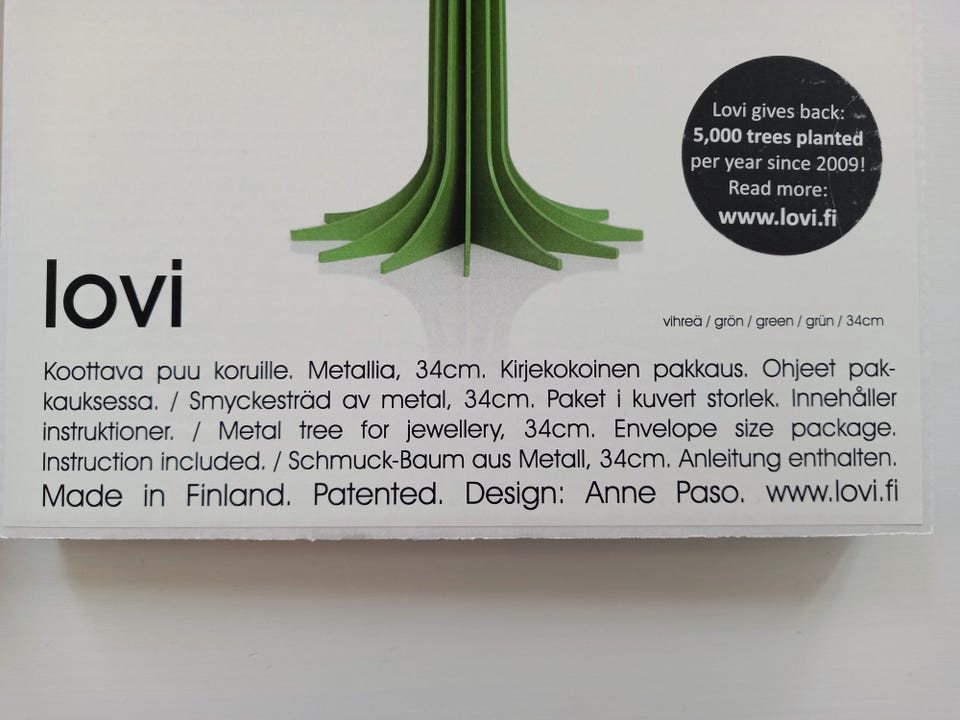 Lovi gives back:
5,000 trees planted
per year since 2009!
Read more:
www.lovi.fi
lovi
vihreä / grön / green / grün / 34cm
Koottava puu koruille. Metallia, 34cm. Kirjekokoinen pakkaus. Ohjeet pak-
kauksessa. / Smyckesträd av metal, 34cm. Paket i kuvert storlek. Innehåller
instruktioner. / Metal tree for jewellery, 34cm. Envelope size package.
Instruction included. / Schmuck-Baum aus Metall, 34cm. Anleitung enthalten.
Made in Finland. Patented. Design: Anne Paso. www.lovi.fi